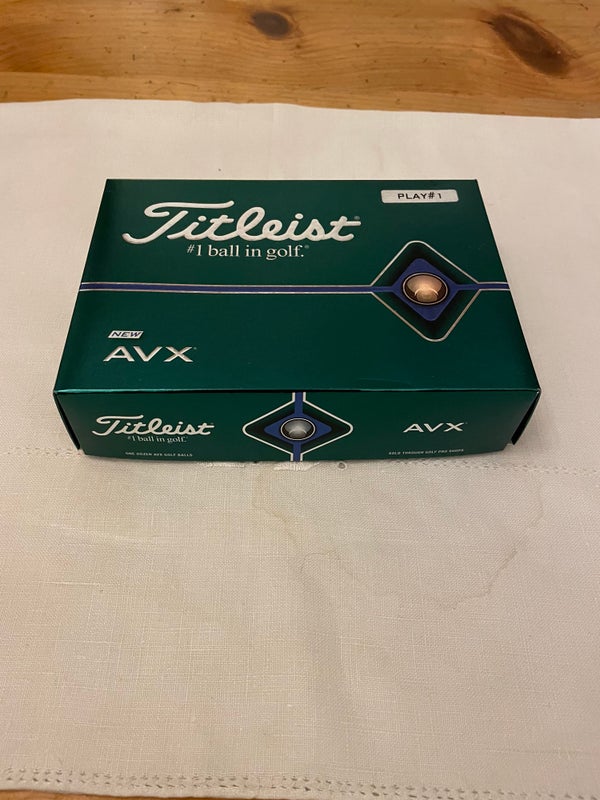 PLAY#1
Titleist®
#1 ball in golf.®
NEW
AVX®
Titleist
#1 ball in golf.
AVX
ONE DOZEN AVX GOLF BALLS
SOLD THROUGH GOLF PRO SHOPS